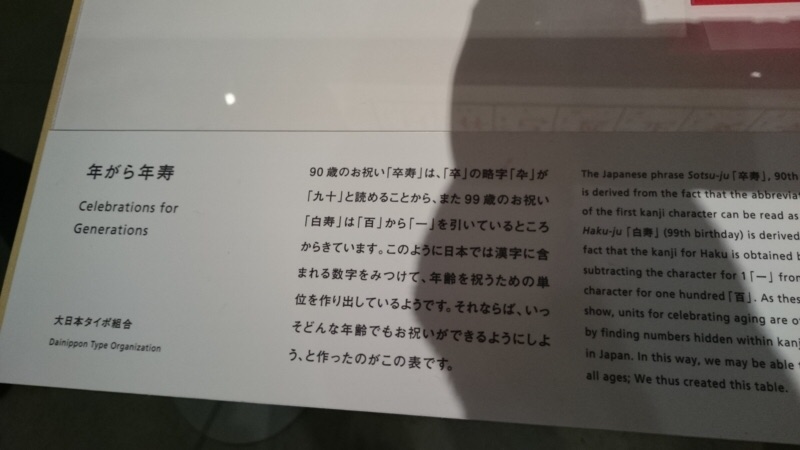 年がら年寿
Celebrations for
Generations
大日本タイポ組合
Dainippon Type Organization
90歳のお祝い「卒寿」は、「卒」の略字「卆」が
「九十」と読めることから、また99歳のお祝い
「白寿」は「百」から「一」を引いているところ
からきています。このように日本では漢字に含
まれる数字をみつけて、年齢を祝うための単
位を作り出しているようです。それならば、いっ
そどんな年齢でもお祝いができるようにしよ
う、と作ったのがこの表です。
The Japanese phrase Sotsu-ju「卒寿」, 90th
is derived from the fact that the
of the first kanji character can be read as
Haku-ju「白寿」(99th birthday) is derived
fact that the kanji for Haku is obtained
subtracting the character for 1「一」from
character for one hundred「百」. As these
show, units for celebrating aging are
by finding numbers hidden within
in Japan. In this way, we may be able
all ages; We thus created this table.